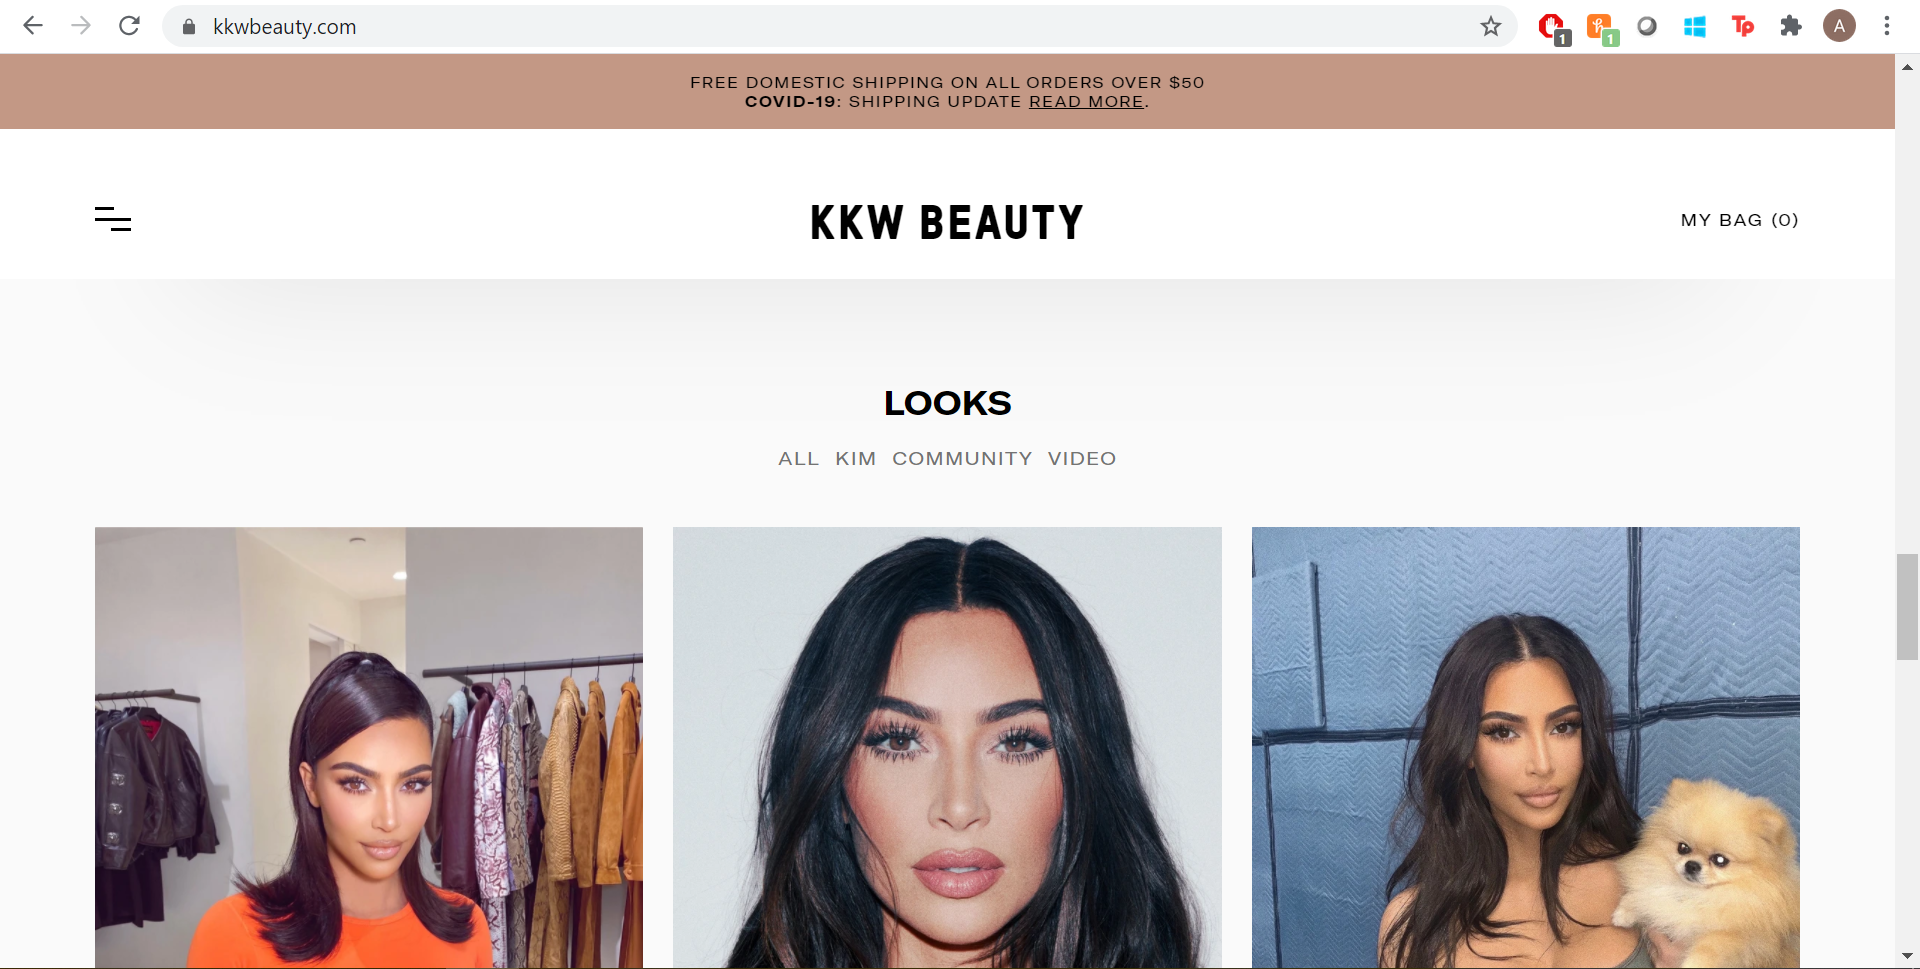 kkwbeauty.com
1
1
Tp
A
FREE DOMESTIC SHIPPING ON ALL ORDERS OVER $50
COVID-19: SHIPPING UPDATE READ MORE.
KKW BEAUTY
MY BAG (0)
LOOKS
ALL KIM COMMUNITY VIDEO